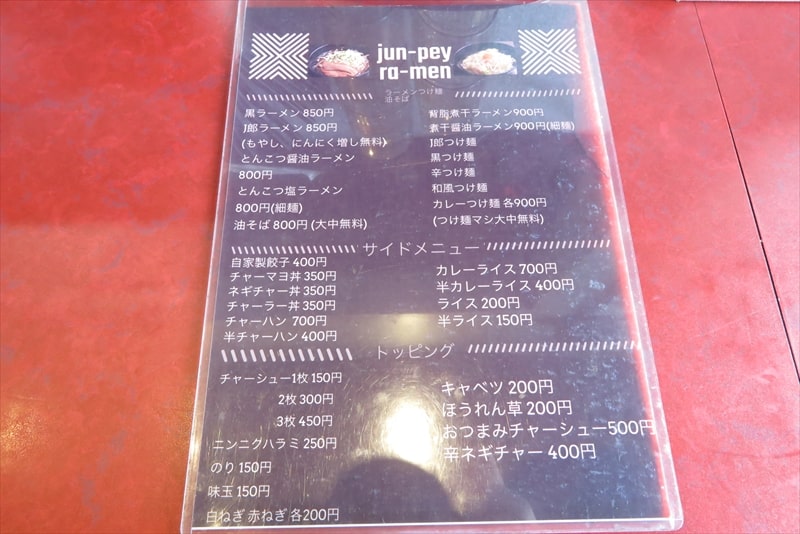 jun-pey
ra-men
ラーメンつけ麺
油そば
黒ラーメン 850円
J郎ラーメン 850円
(もやし、にんにく増し無料)
とんこつ醤油ラーメン
800円
とんこつ塩ラーメン
800円(細麺)
油そば 800円 (大中無料)
背脂煮干ラーメン900円
煮干醤油ラーメン900円(細麺)
J郎つけ麺
黒つけ麺
辛つけ麺
和風つけ麺
カレーつけ麺 各900円
(つけ麺マシ大中無料)
サイドメニュー
自家製餃子 400円
チャーマヨ丼 350円
ネギチャー丼 350円
チャーラー丼 350円
チャーハン 700円
半チャーハン 400円
カレーライス 700円
半カレーライス 400円
ライス 200円
半ライス 150円
トッピング
チャーシュー1枚 150円
2枚 300円
3枚 450円
ニンニグハラミ 250円
のり 150円
味玉 150円
白ねぎ 赤ねぎ 各200円
キャベツ 200円
ほうれん草 200円
おつまみチャーシュー500円
辛ネギチャー 400円